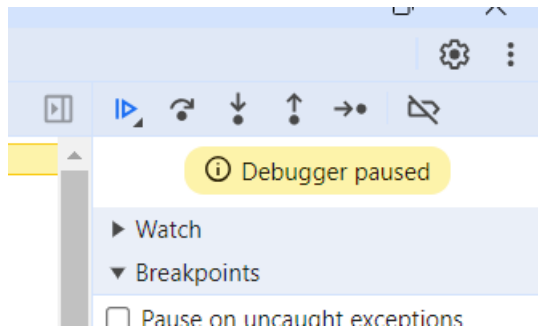 Debugger paused
Watch
Breakpoints
Pause on uncaught exceptions